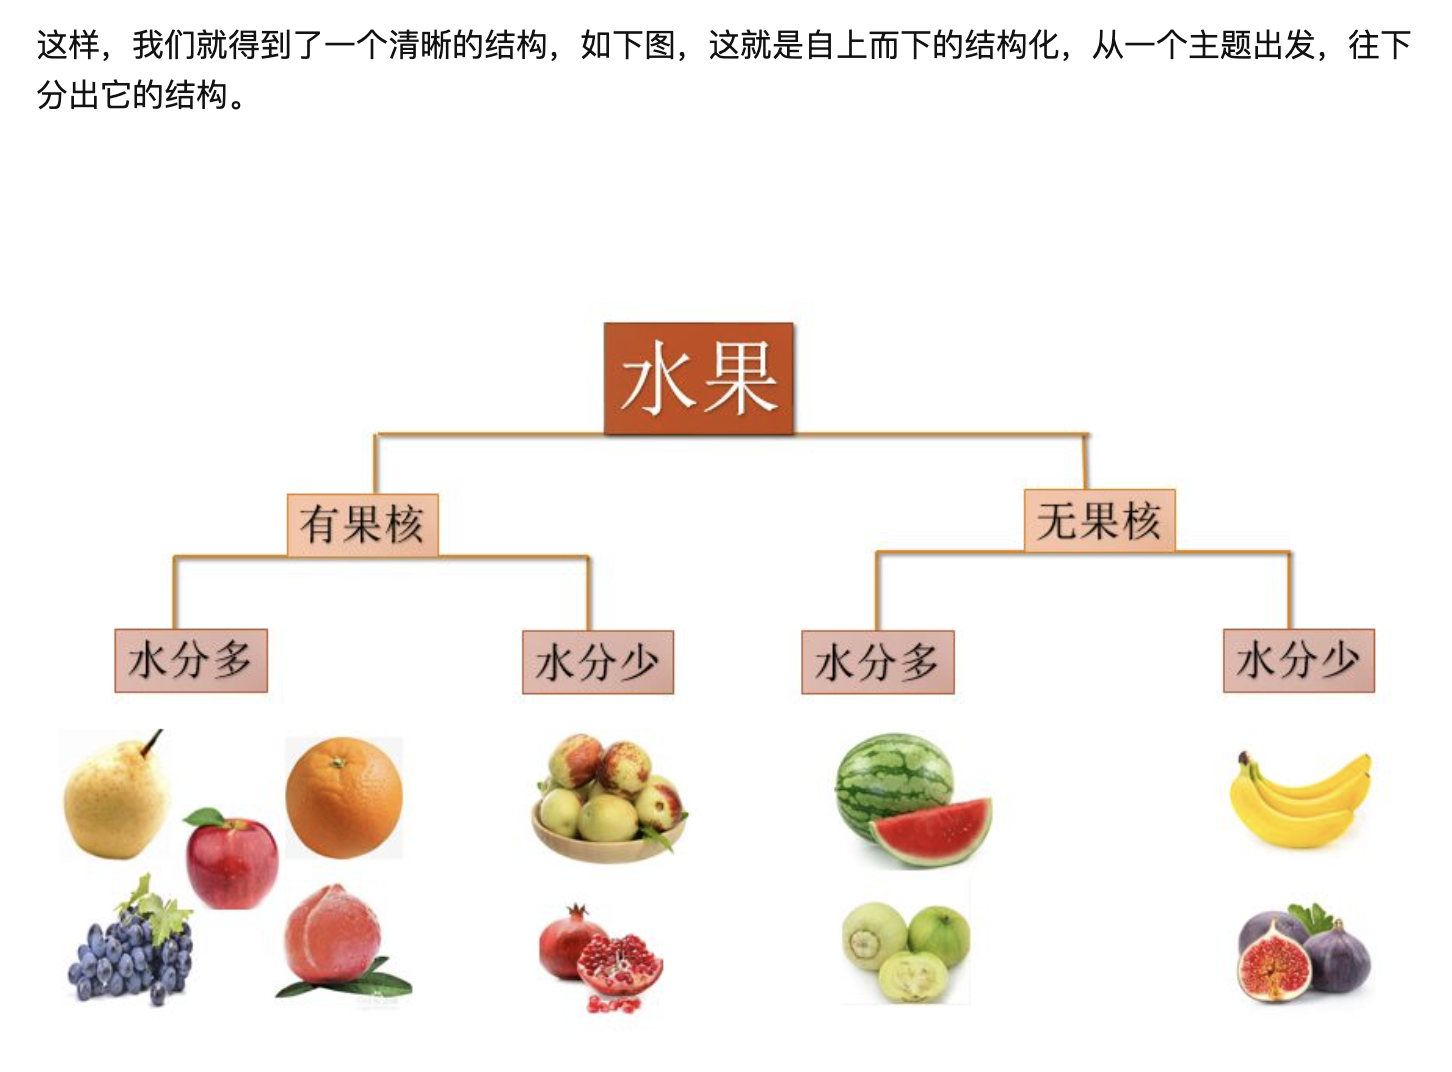 这样，我们就得到了一个清晰的结构，如下图，这就是自上而下的结构化，从一个主题出发，往下
分出它的结构。
水果
有果核
无果核
水分多
水分少
水分多
水分少